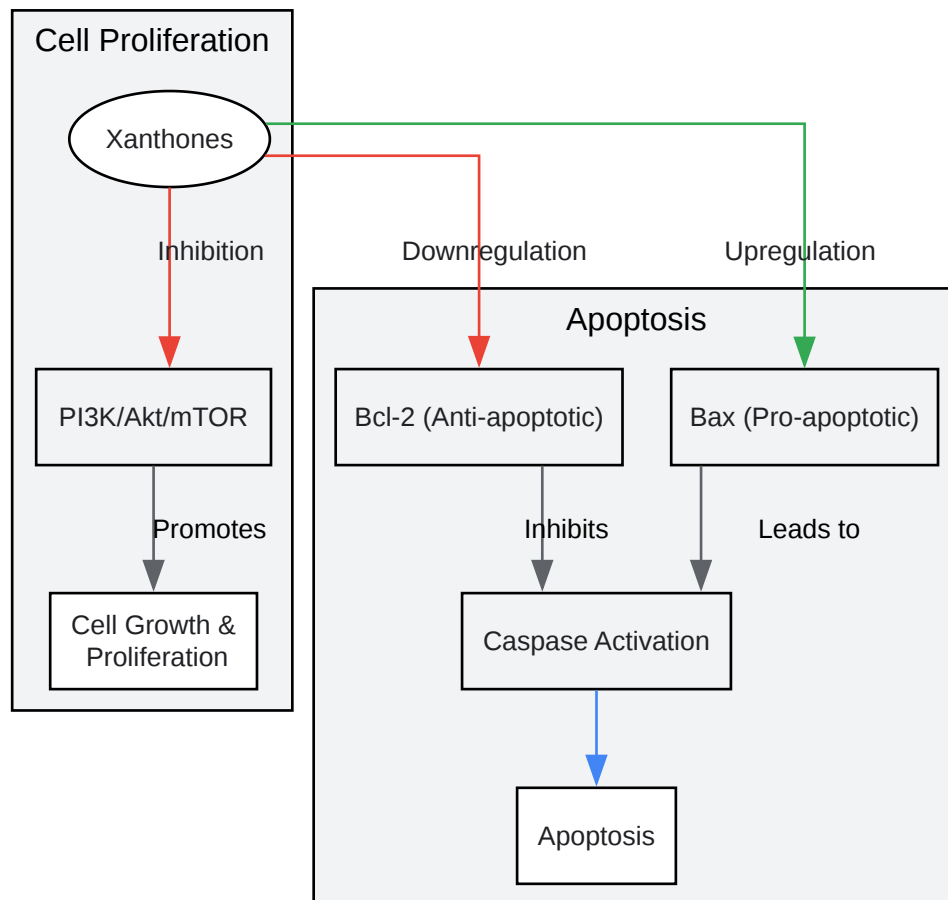 Cell Proliferation
Xanthones
Inhibition
Downregulation
Upregulation
Apoptosis
PI3K/Akt/mTOR
Bcl-2 (Anti-apoptotic)
Bax (Pro-apoptotic)
Promotes
Inhibits
Leads to
Cell Growth &
Proliferation
Caspase Activation
Apoptosis